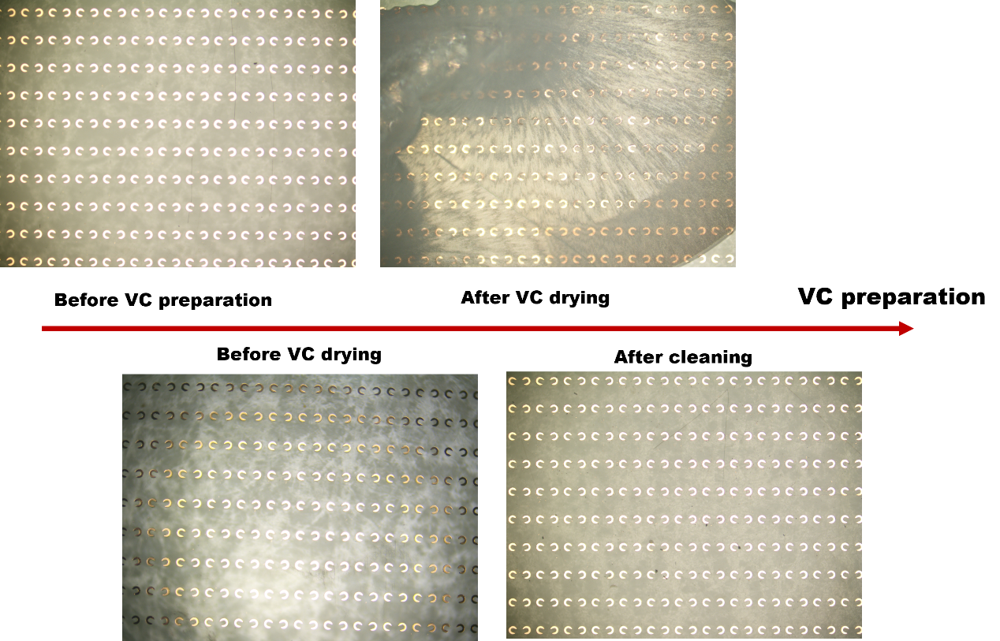 Before VC preparation
After VC drying
VC preparation
Before VC drying
After cleaning